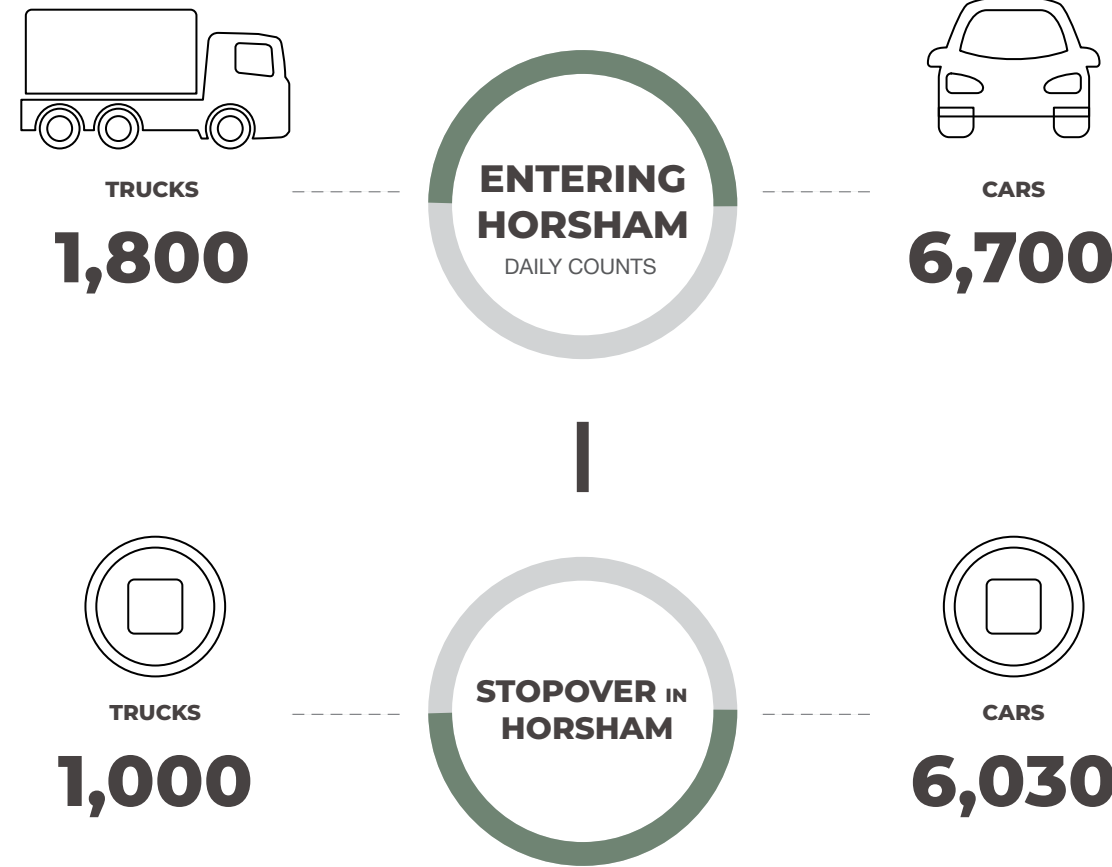 ENTERING
HORSHAM
DAILY COUNTS
TRUCKS
1,800
CARS
6,700
STOPOVER IN
HORSHAM
TRUCKS
1,000
CARS
6,030